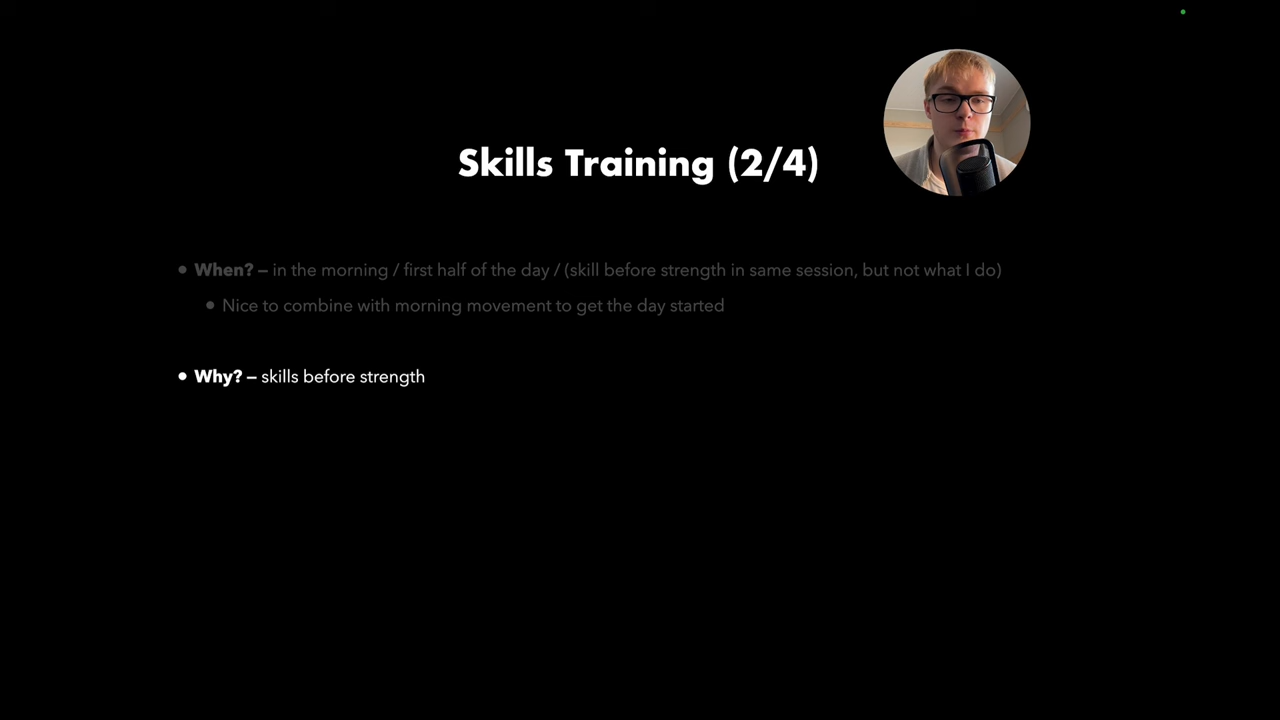 Skills Training (2/4)
• When? – in the morning / first half of the day / (skill before strength in same session, but not what I do)
• Nice to combine with morning movement to get the day started
• Why? – skills before strength